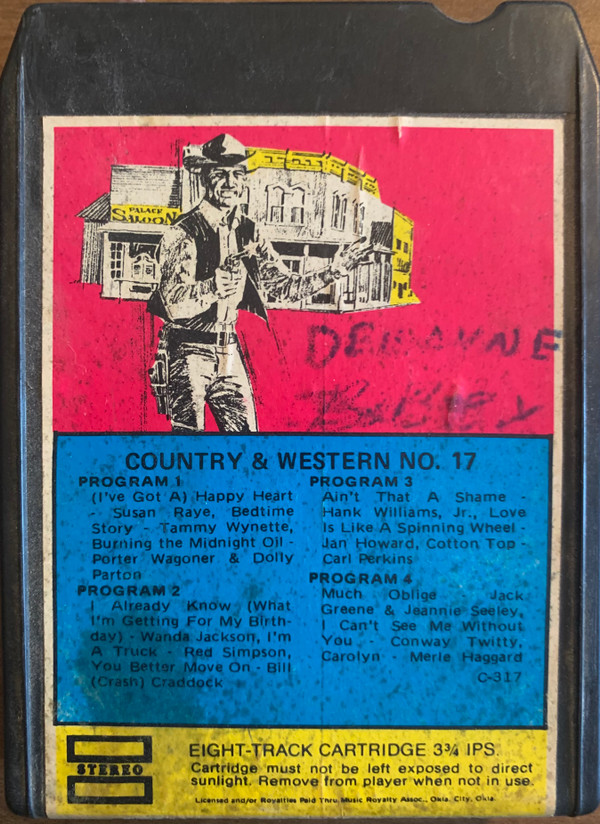 PALACE
SALOON
DEWAYNE
COUNTRY & WESTERN NO. 17
PROGRAM 1
(I've Got A) Happy Heart
- Susan Raye, Bedtime
Story - Tammy Wynette,
Burning the Midnight Oil -
Porter Wagoner & Dolly
Parton
PROGRAM 2
I Already Know (What
I'm Getting For My Birth-
day) - Wanda Jackson, I'm
A Truck - Red Simpson,
You Better Move On - Bill
(Crash) Craddock
PROGRAM 3
Ain't That A Shame -
Hank Williams, Jr., Love
Is Like A Spinning Wheel -
Jan Howard, Cotton Top -
Carl Perkins
PROGRAM 4
Much Oblige - Jack
Greene & Jeannie Seeley,
I Can't See Me Without
You - Conway Twitty,
Carolyn - Merle Haggard
C-317
STEREO
EIGHT-TRACK CARTRIDGE 3¾ IPS.
Cartridge must not be left exposed to direct
sunlight. Remove from player when not in use.
Licensed and/or Royalties Paid Thru Music Royalty Assoc., Okla. City, Okla.